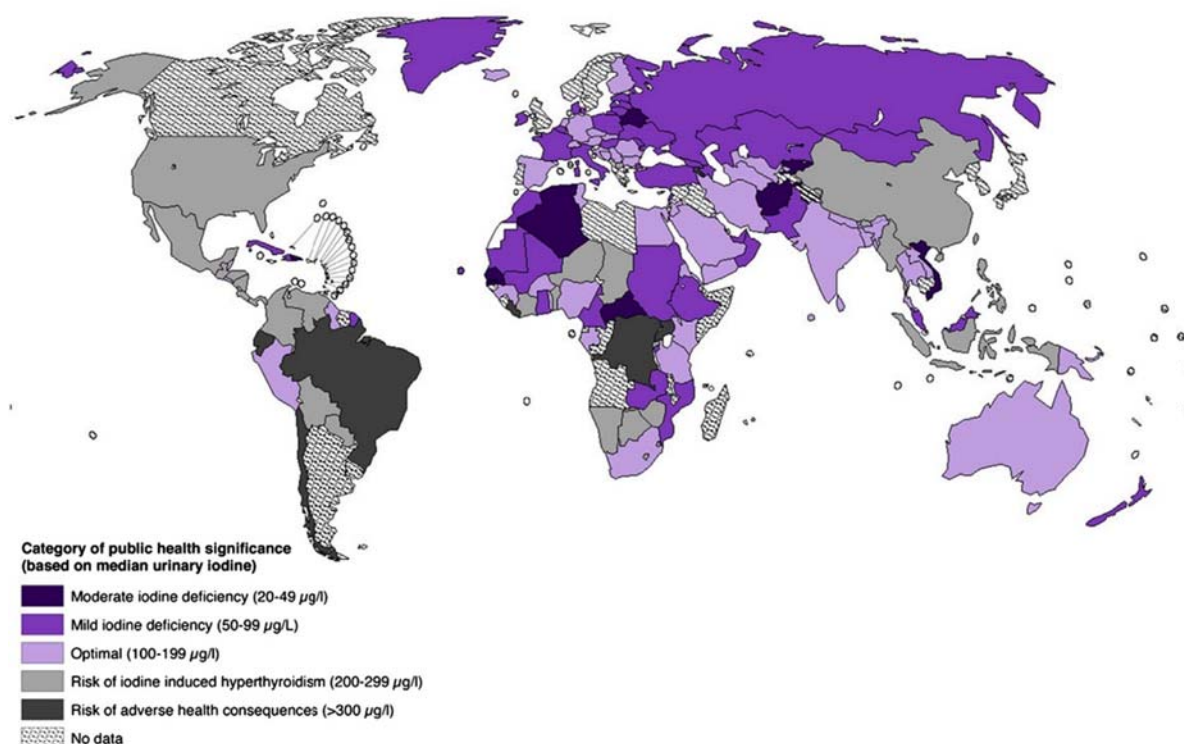 Category of public health significance
(based on median urinary iodine)
Moderate iodine deficiency (20-49 µg/l)
Mild iodine deficiency (50-99 µg/L)
Optimal (100-199 µg/l)
Risk of iodine induced hyperthyroidism (200-299 µg/l)
Risk of adverse health consequences (>300 µg/l)
No data